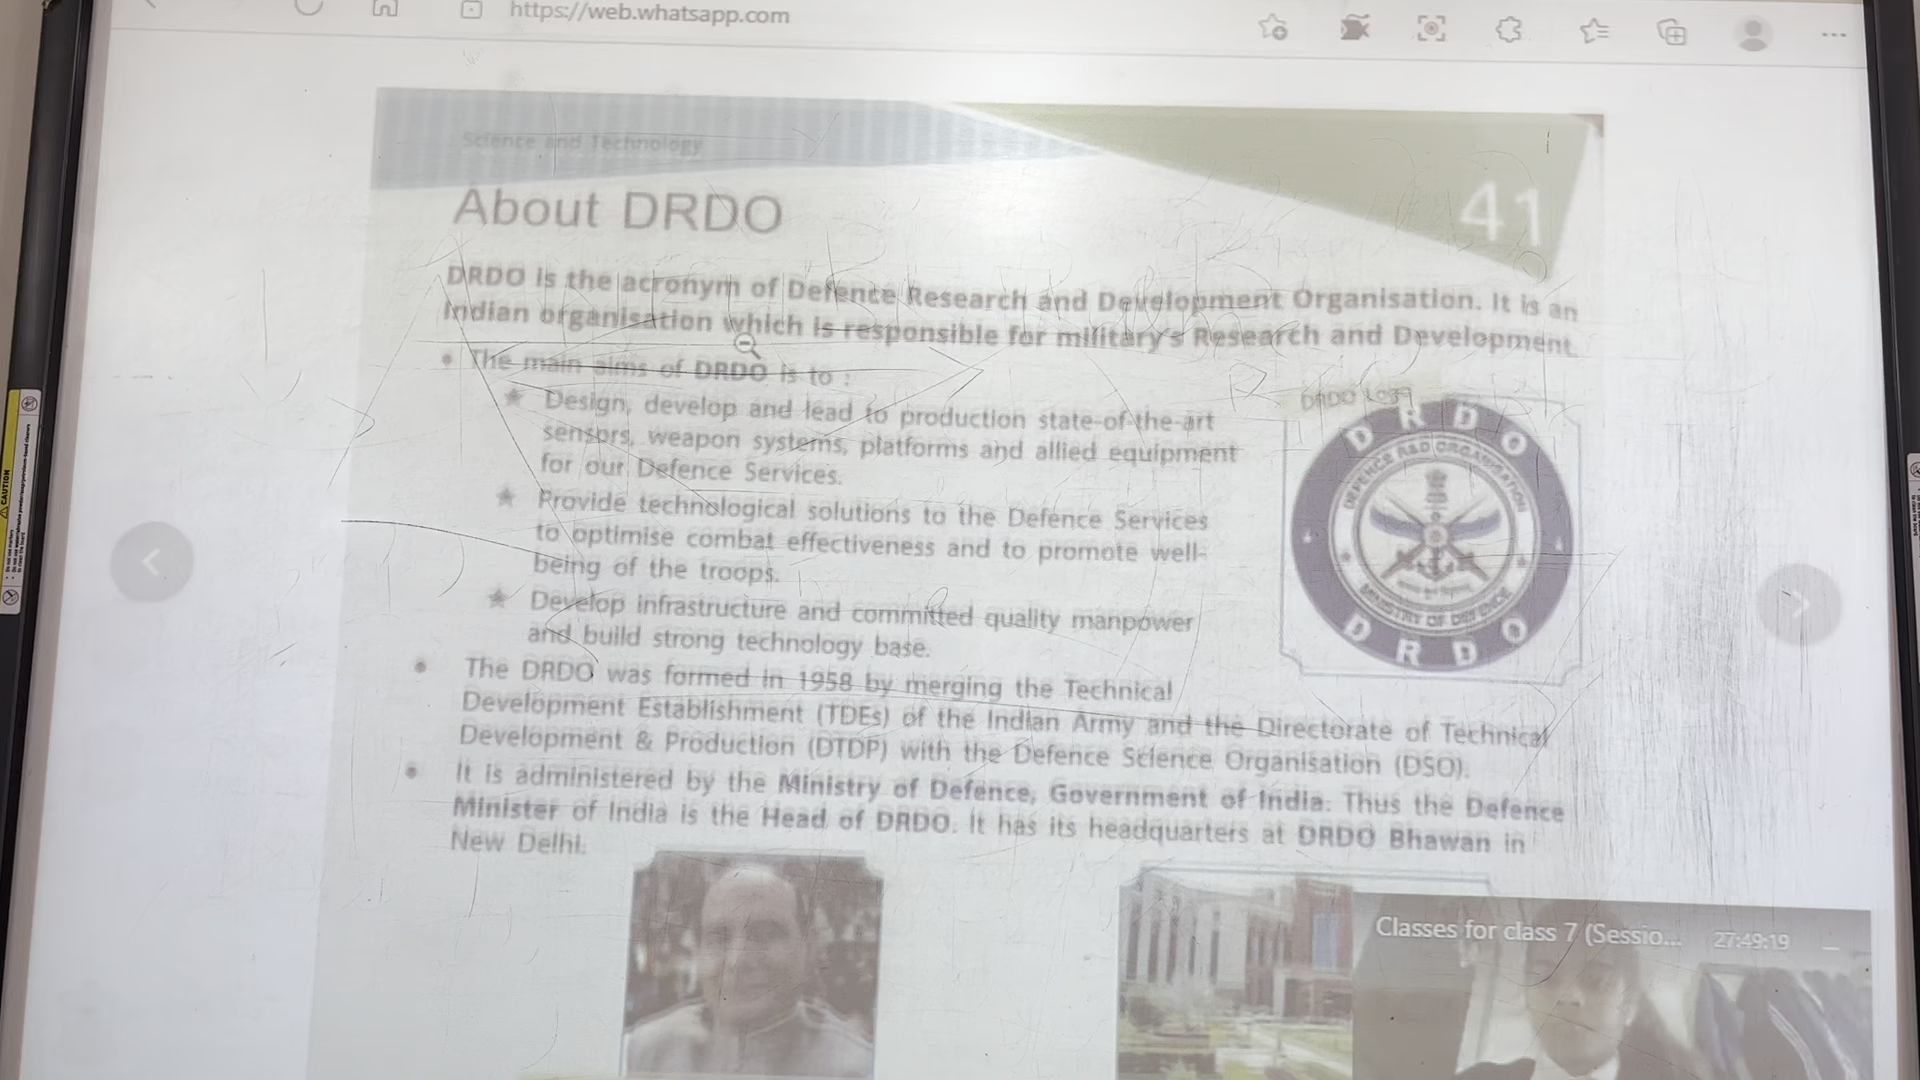 https://web.whatsapp.com
Science and Technology
41
About DRDO
DRDO is the acronym of Defence Research and Development Organisation. It is an
Indian organisation which is responsible for military's Research and Development.
• The main aims of DRDO is to :
★ Design, develop and lead to production state-of-the-art
sensors, weapon systems, platforms and allied equipment
for our Defence Services.
★ Provide technological solutions to the Defence Services
to optimise combat effectiveness and to promote well-
being of the troops.
★ Develop infrastructure and committed quality manpower
and build strong technology base.
DRDO Logo
DRDO
DEFENCE R&D ORGANISATION
MINISTRY OF DEFENCE
DRDO
• The DRDO was formed in 1958 by merging the Technical
Development Establishment (TDEs) of the Indian Army and the Directorate of Technical
Development & Production (DTDP) with the Defence Science Organisation (DSO).
• It is administered by the Ministry of Defence, Government of India. Thus the Defence
Minister of India is the Head of DRDO. It has its headquarters at DRDO Bhawan in
New Delhi.
Classes for class 7 (Sessio... 27:49:19
CAUTION